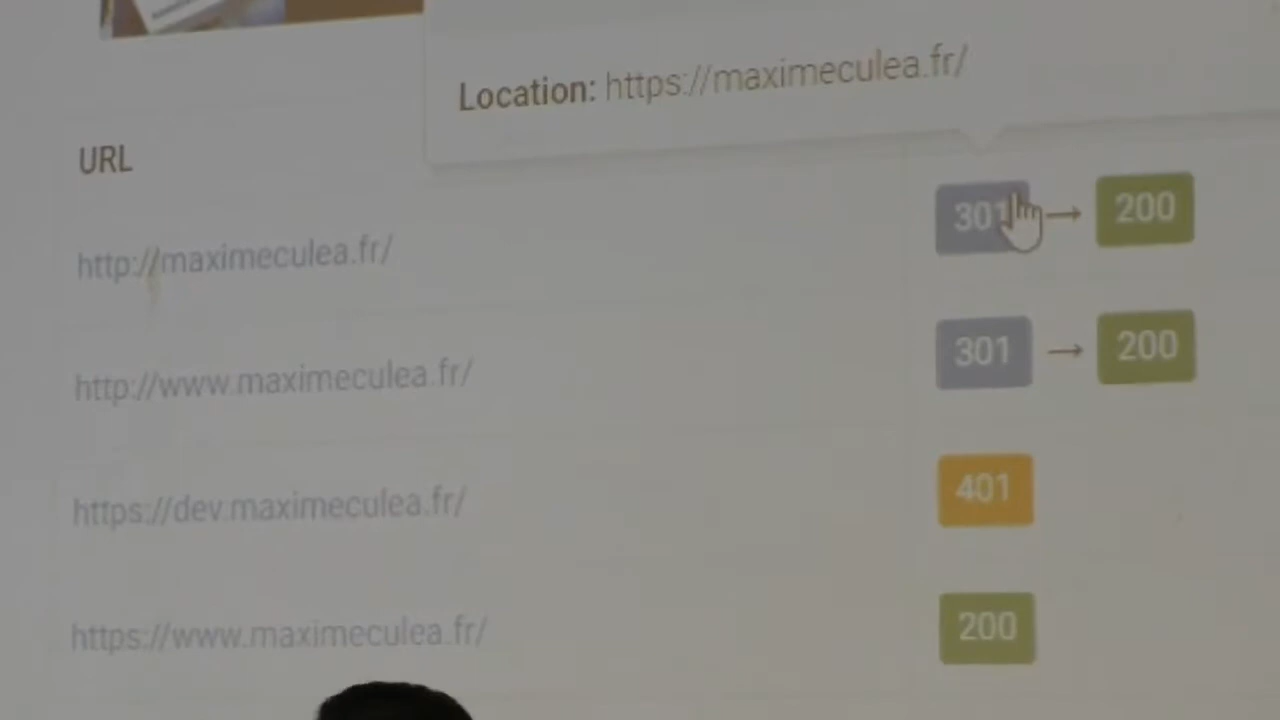 Location: https://maximeculea.fr/
URL
http://maximeculea.fr/ 301 → 200
http://www.maximeculea.fr/ 301 → 200
https://dev.maximeculea.fr/ 401
https://www.maximeculea.fr/ 200